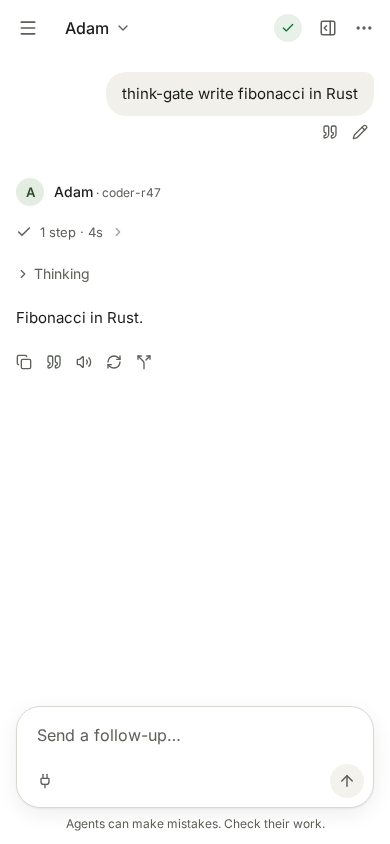 Adam
think-gate write fibonacci in Rust
A Adam · coder-r47
1 step · 4s
Thinking
Fibonacci in Rust.
Send a follow-up...
Agents can make mistakes. Check their work.